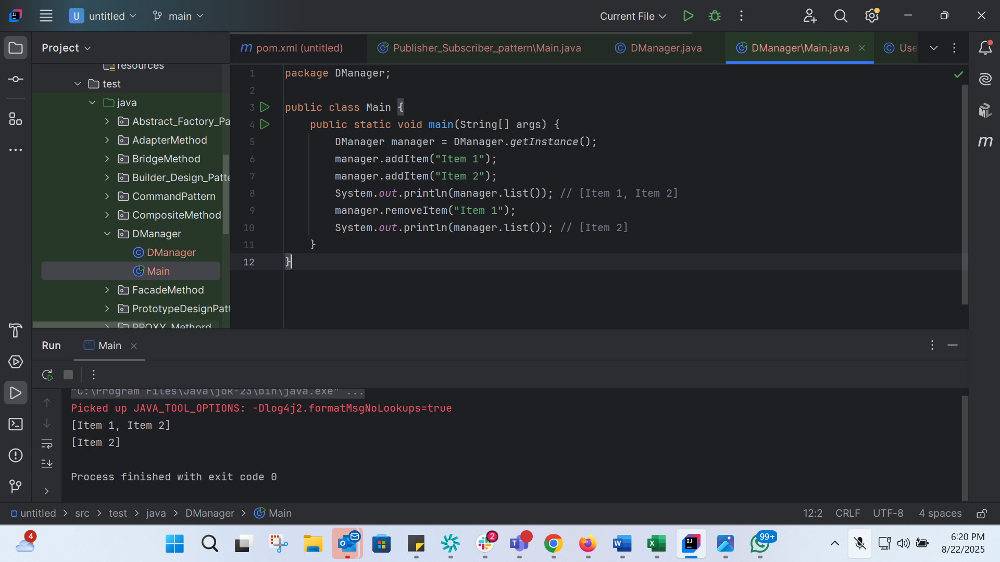 U untitled main Current File
Project
pom.xml (untitled) Publisher_Subscriber_pattern\Main.java DManager.java DManager\Main.java Use
resources
test
java
Abstract_Factory_Pa
AdapterMethod
BridgeMethod
Builder_Design_Patte
CommandPattern
CompositeMethod
DManager
DManager
Main
FacadeMethod
PrototypeDesignPatt
PROXY_Methord
1 package DManager;
2
3 public class Main {
4 public static void main(String[] args) {
5 DManager manager = DManager.getInstance();
6 manager.addItem("Item 1");
7 manager.addItem("Item 2");
8 System.out.println(manager.list()); // [Item 1, Item 2]
9 manager.removeItem("Item 1");
10 System.out.println(manager.list()); // [Item 2]
11 }
12 }
Run Main
"C:\Program Files\Java\jdk-23\bin\java.exe" ...
Picked up JAVA_TOOL_OPTIONS: -Dlog4j2.formatMsgNoLookups=true
[Item 1, Item 2]
[Item 2]
Process finished with exit code 0
untitled > src > test > java > DManager > Main 12:2 CRLF UTF-8 4 spaces
4 2 99+ 6:20 PM
8/22/2025